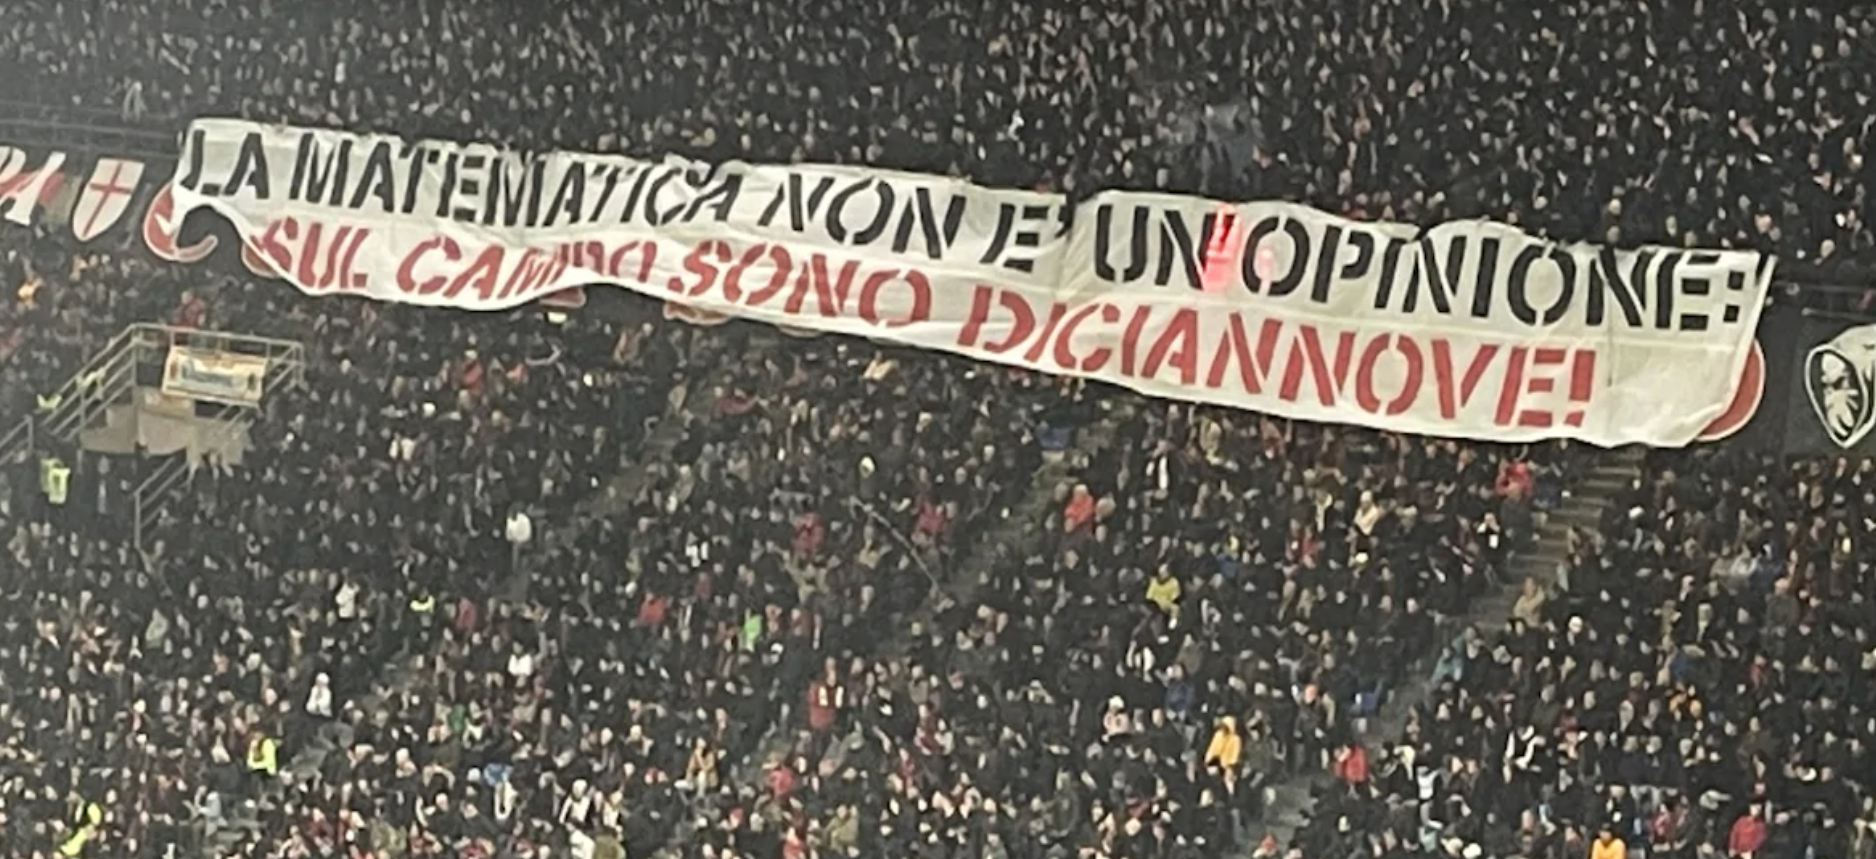 LA MATEMATICA NON E' UN'OPINIONE:
SUL CAMPO SONO DICIANNOVE!